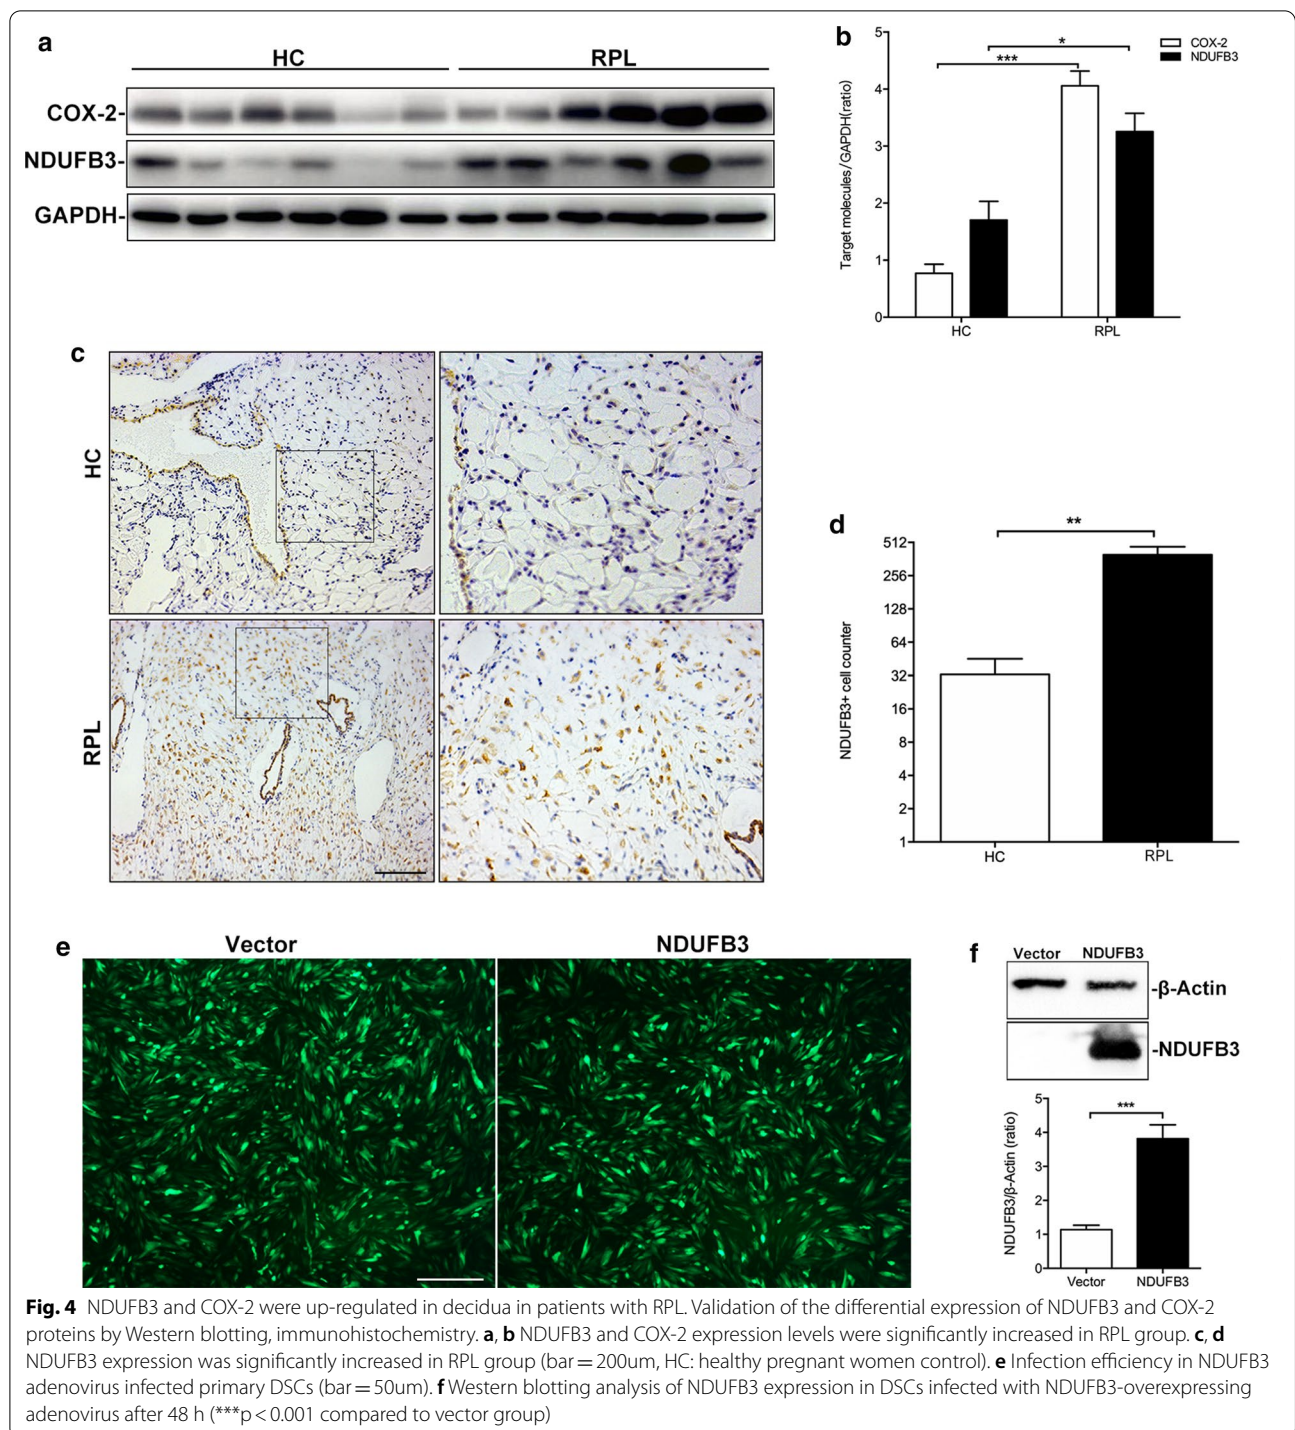 a
HC
RPL
COX-2-
NDUFB3-
GAPDH-
b
5
4
3
2
1
0
Target molecules/GAPDH(ratio)
***
*
COX-2
NDUFB3
HC
RPL
c
HC
RPL
d
512
256
128
64
32
16
8
4
2
1
NDUFB3+ cell counter
**
HC
RPL
e
Vector
NDUFB3
f
Vector
NDUFB3
-β-Actin
-NDUFB3
5
4
3
2
1
0
NDUFB3/β-Actin (ratio)
***
Vector
NDUFB3
Fig. 4 NDUFB3 and COX-2 were up-regulated in decidua in patients with RPL. Validation of the differential expression of NDUFB3 and COX-2
proteins by Western blotting, immunohistochemistry. a, b NDUFB3 and COX-2 expression levels were significantly increased in RPL group. c, d
NDUFB3 expression was significantly increased in RPL group (bar = 200um, HC: healthy pregnant women control). e Infection efficiency in NDUFB3
adenovirus infected primary DSCs (bar = 50um). f Western blotting analysis of NDUFB3 expression in DSCs infected with NDUFB3-overexpressing
adenovirus after 48 h (***p < 0.001 compared to vector group)